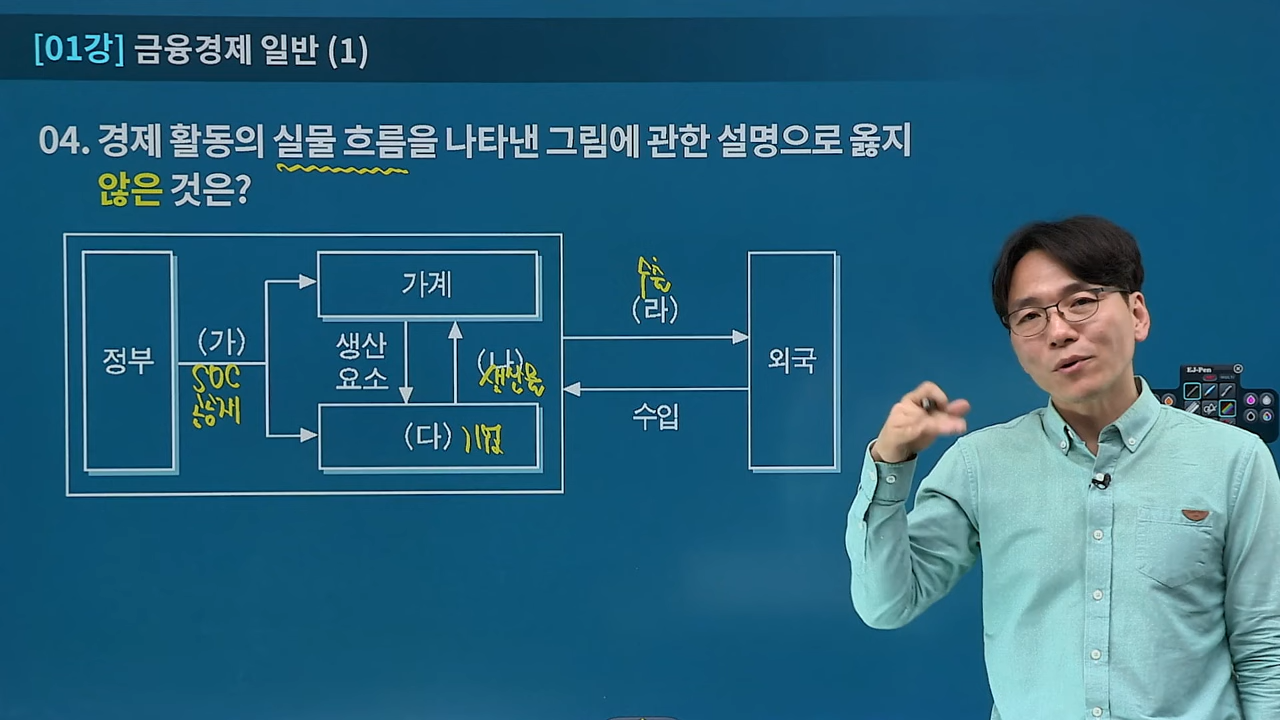 [01강] 금융경제 일반 (1)
04. 경제 활동의 실물 흐름을 나타낸 그림에 관한 설명으로 옳지
않은 것은?
정부
(가)
SOC
공공재
가계
생산
요소
(나)
생산물
(다) 기업
수출
(라)
수입
외국
EJ-Pen